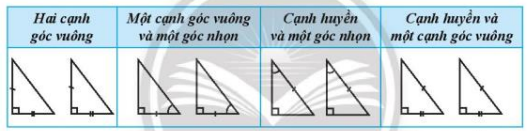 Hai cạnh
góc vuông
Một cạnh góc vuông
và một góc nhọn
Cạnh huyền
và một góc nhọn
Cạnh huyền và
một cạnh góc vuông